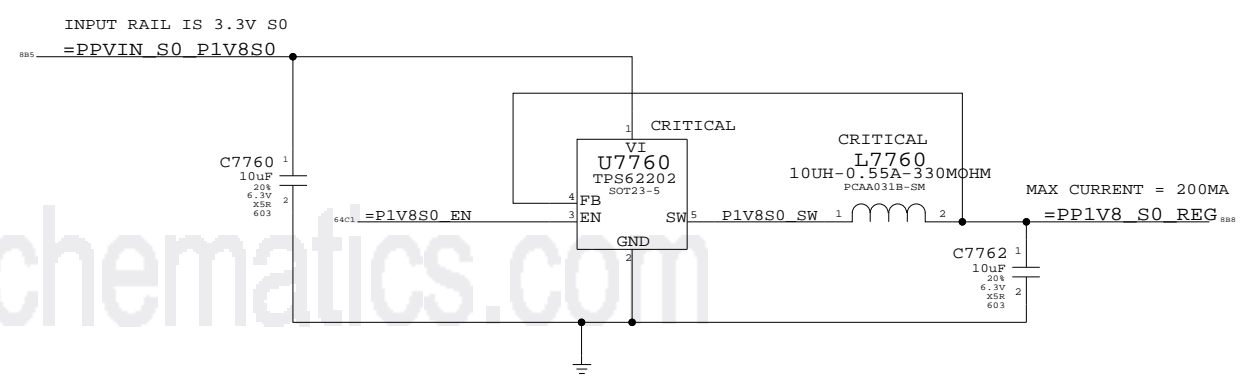 INPUT RAIL IS 3.3V S0
8B5 =PPVIN_S0_P1V8S0
1 CRITICAL
VI
U7760
TPS62202
SOT23-5
4 FB
64C1 =P1V8S0_EN 3 EN
SW 5 P1V8S0_SW
GND
2
C7760 1
10uF
20%
6.3V
X5R 2
603
CRITICAL
L7760
10UH-0.55A-330MOHM
PCAA031B-SM
1 2
MAX CURRENT = 200MA
=PP1V8_S0_REG 8B8
C7762 1
10uF
20%
6.3V
X5R 2
603
chematics.com